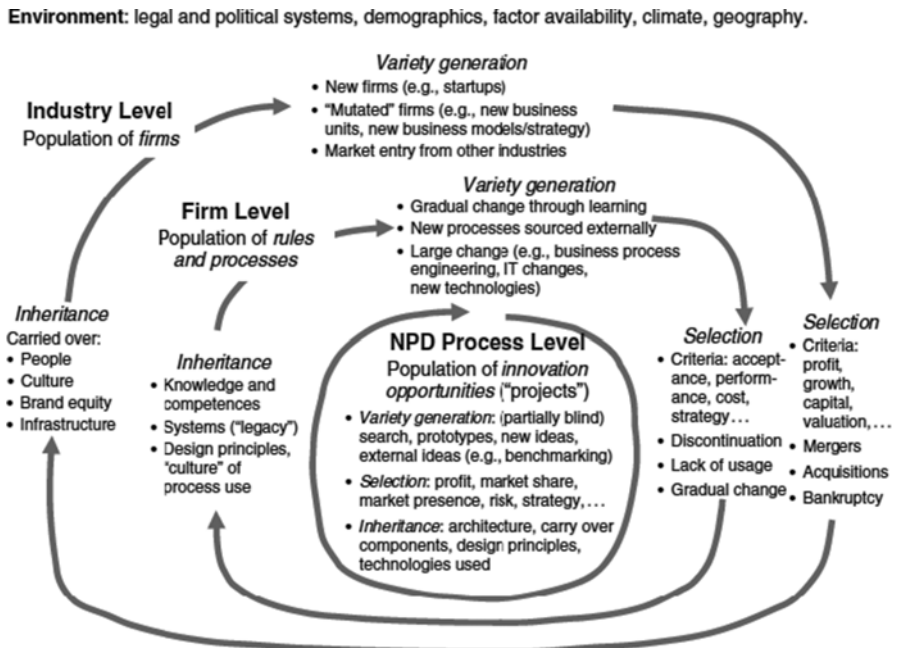 Environment: legal and political systems, demographics, factor availability, climate, geography.
Variety generation
• New firms (e.g., startups)
• “Mutated” firms (e.g., new business
units, new business models/strategy)
• Market entry from other industries
Industry Level
Population of firms
Variety generation
• Gradual change through learning
• New processes sourced externally
• Large change (e.g., business process
engineering, IT changes,
new technologies)
Firm Level
Population of rules
and processes
Inheritance
Carried over:
• People
• Culture
• Brand equity
• Infrastructure
Inheritance
• Knowledge and
competences
• Systems (“legacy”)
• Design principles,
“culture” of
process use
NPD Process Level
Population of innovation
opportunities (“projects”)
• Variety generation: (partially blind)
search, prototypes, new ideas,
external ideas (e.g., benchmarking)
• Selection: profit, market share,
market presence, risk, strategy,…
• Inheritance: architecture, carry over
components, design principles,
technologies used
Selection
• Criteria: accept-
ance, perform-
ance, cost,
strategy…
• Discontinuation
• Lack of usage
• Gradual change
Selection
• Criteria:
profit,
growth,
capital,
valuation,…
• Mergers
• Acquisitions
• Bankruptcy